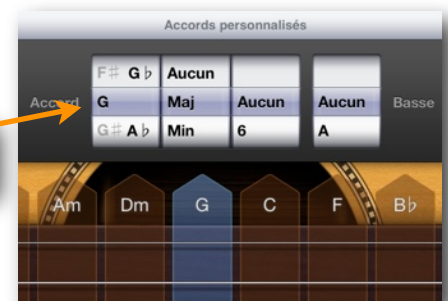 Accords personnalisés
F♯ G♭ Aucun
Accord G Maj Aucun Aucun Basse
G♯ A♭ Min 6 A
Am Dm G C F B♭